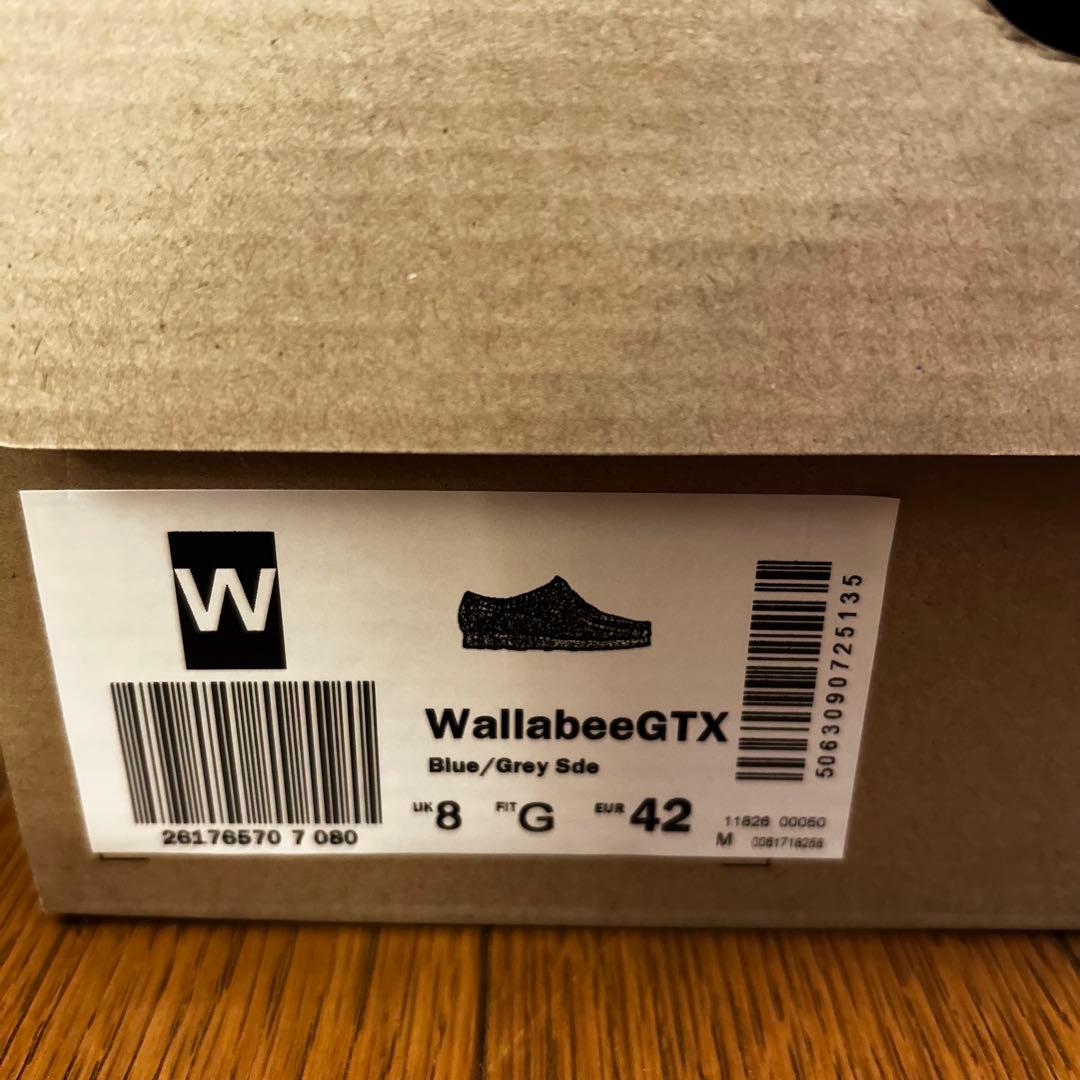 W
WallabeeGTX
Blue/Grey Sde
UK 8 FIT G EUR 42
26176570 7 080
5063090725135
11826 00050
M